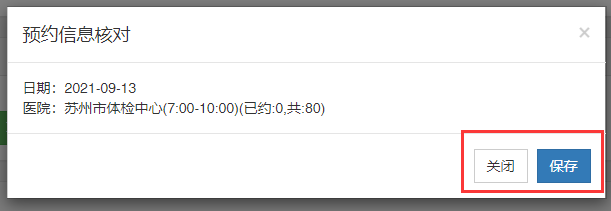 预约信息核对
×
日期：2021-09-13
医院：苏州市体检中心(7:00-10:00)(已约:0,共:80)
关闭 保存